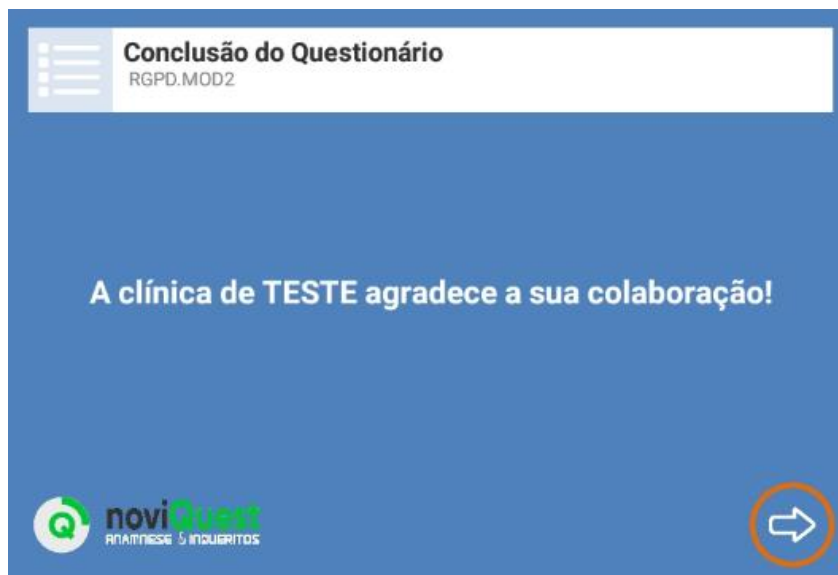 Conclusão do Questionário
RGPD.MOD2
A clínica de TESTE agradece a sua colaboração!
Q noviQuest
ANAMNESE & INQUERITOS